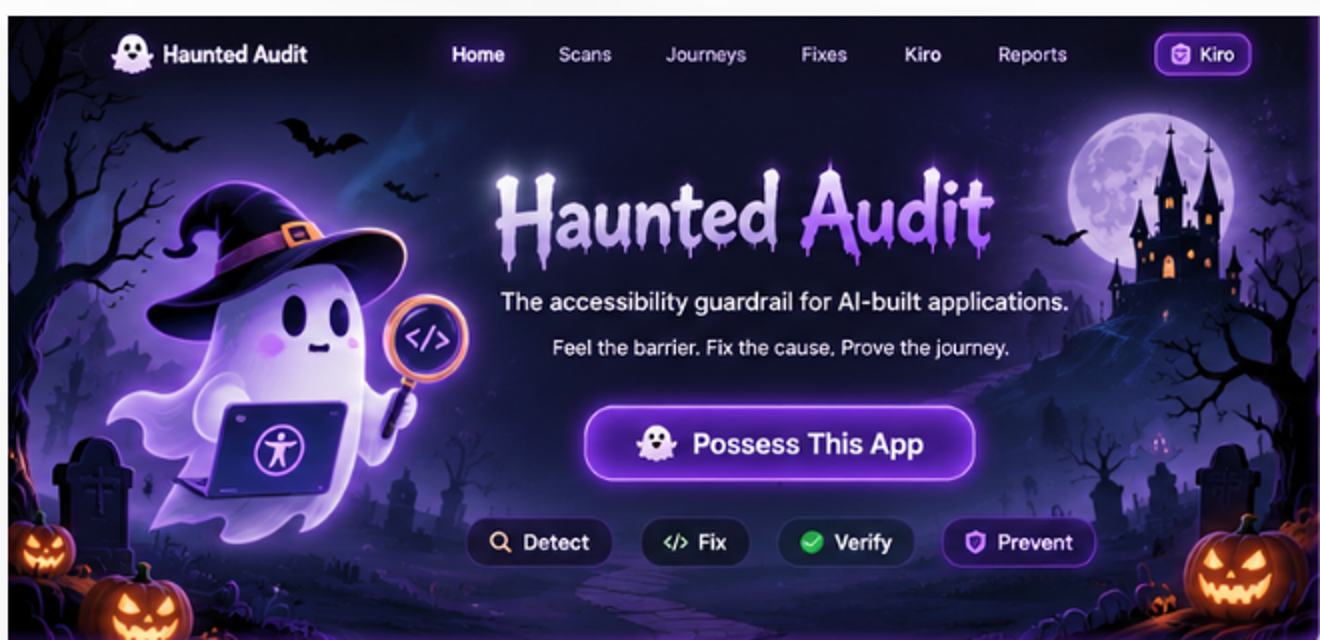 Haunted Audit
Home Scans Journeys Fixes Kiro Reports Kiro
Haunted Audit
</>
The accessibility guardrail for AI-built applications.
Feel the barrier. Fix the cause. Prove the journey.
Possess This App
Detect </> Fix Verify Prevent